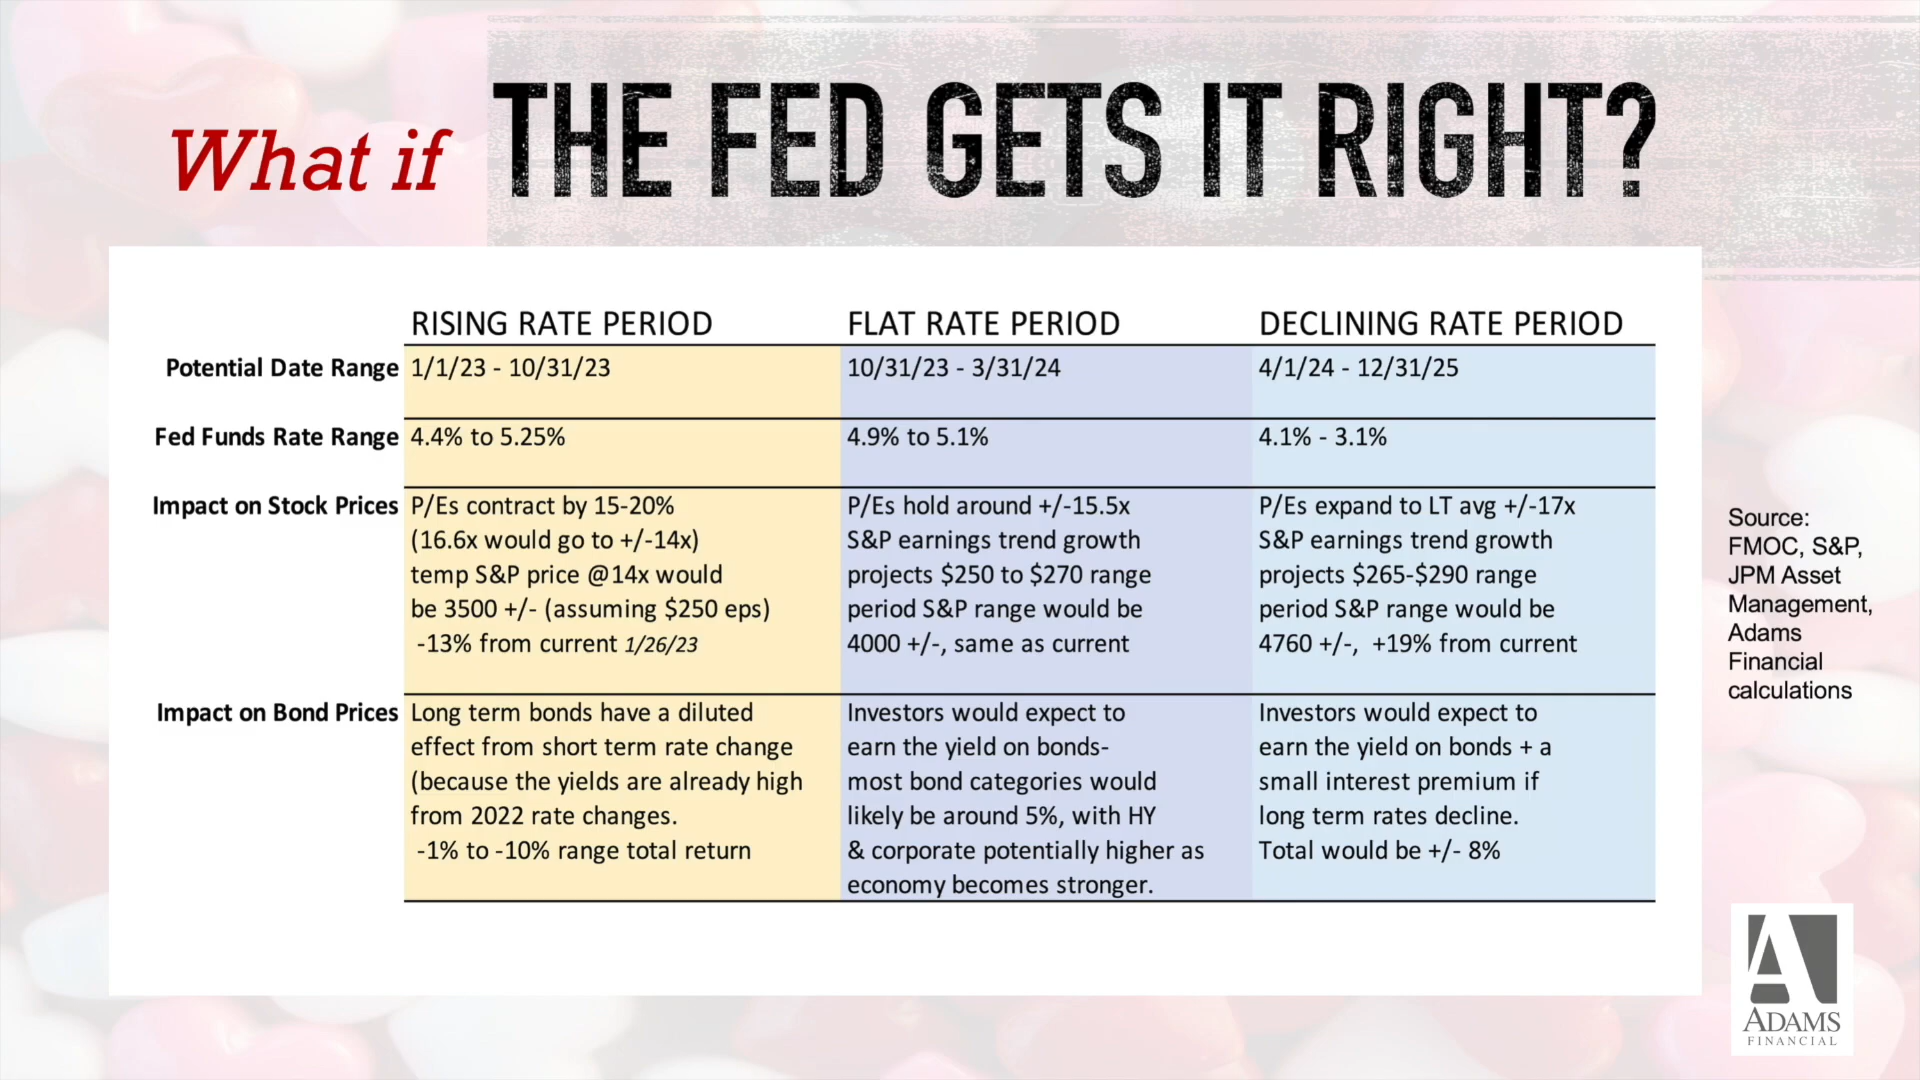 What if THE FED GETS IT RIGHT?
RISING RATE PERIOD FLAT RATE PERIOD DECLINING RATE PERIOD
Potential Date Range 1/1/23 - 10/31/23 10/31/23 - 3/31/24 4/1/24 - 12/31/25
Fed Funds Rate Range 4.4% to 5.25% 4.9% to 5.1% 4.1% - 3.1%
Impact on Stock Prices
P/Es contract by 15-20%
(16.6x would go to +/-14x)
temp S&P price @14x would
be 3500 +/- (assuming $250 eps)
-13% from current 1/26/23
P/Es hold around +/-15.5x
S&P earnings trend growth
projects $250 to $270 range
period S&P range would be
4000 +/-, same as current
P/Es expand to LT avg +/-17x
S&P earnings trend growth
projects $265-$290 range
period S&P range would be
4760 +/-, +19% from current
Impact on Bond Prices
Long term bonds have a diluted
effect from short term rate change
(because the yields are already high
from 2022 rate changes.
-1% to -10% range total return
Investors would expect to
earn the yield on bonds-
most bond categories would
likely be around 5%, with HY
& corporate potentially higher as
economy becomes stronger.
Investors would expect to
earn the yield on bonds + a
small interest premium if
long term rates decline.
Total would be +/- 8%
Source:
FMOC, S&P,
JPM Asset
Management,
Adams
Financial
calculations
ADAMS
FINANCIAL